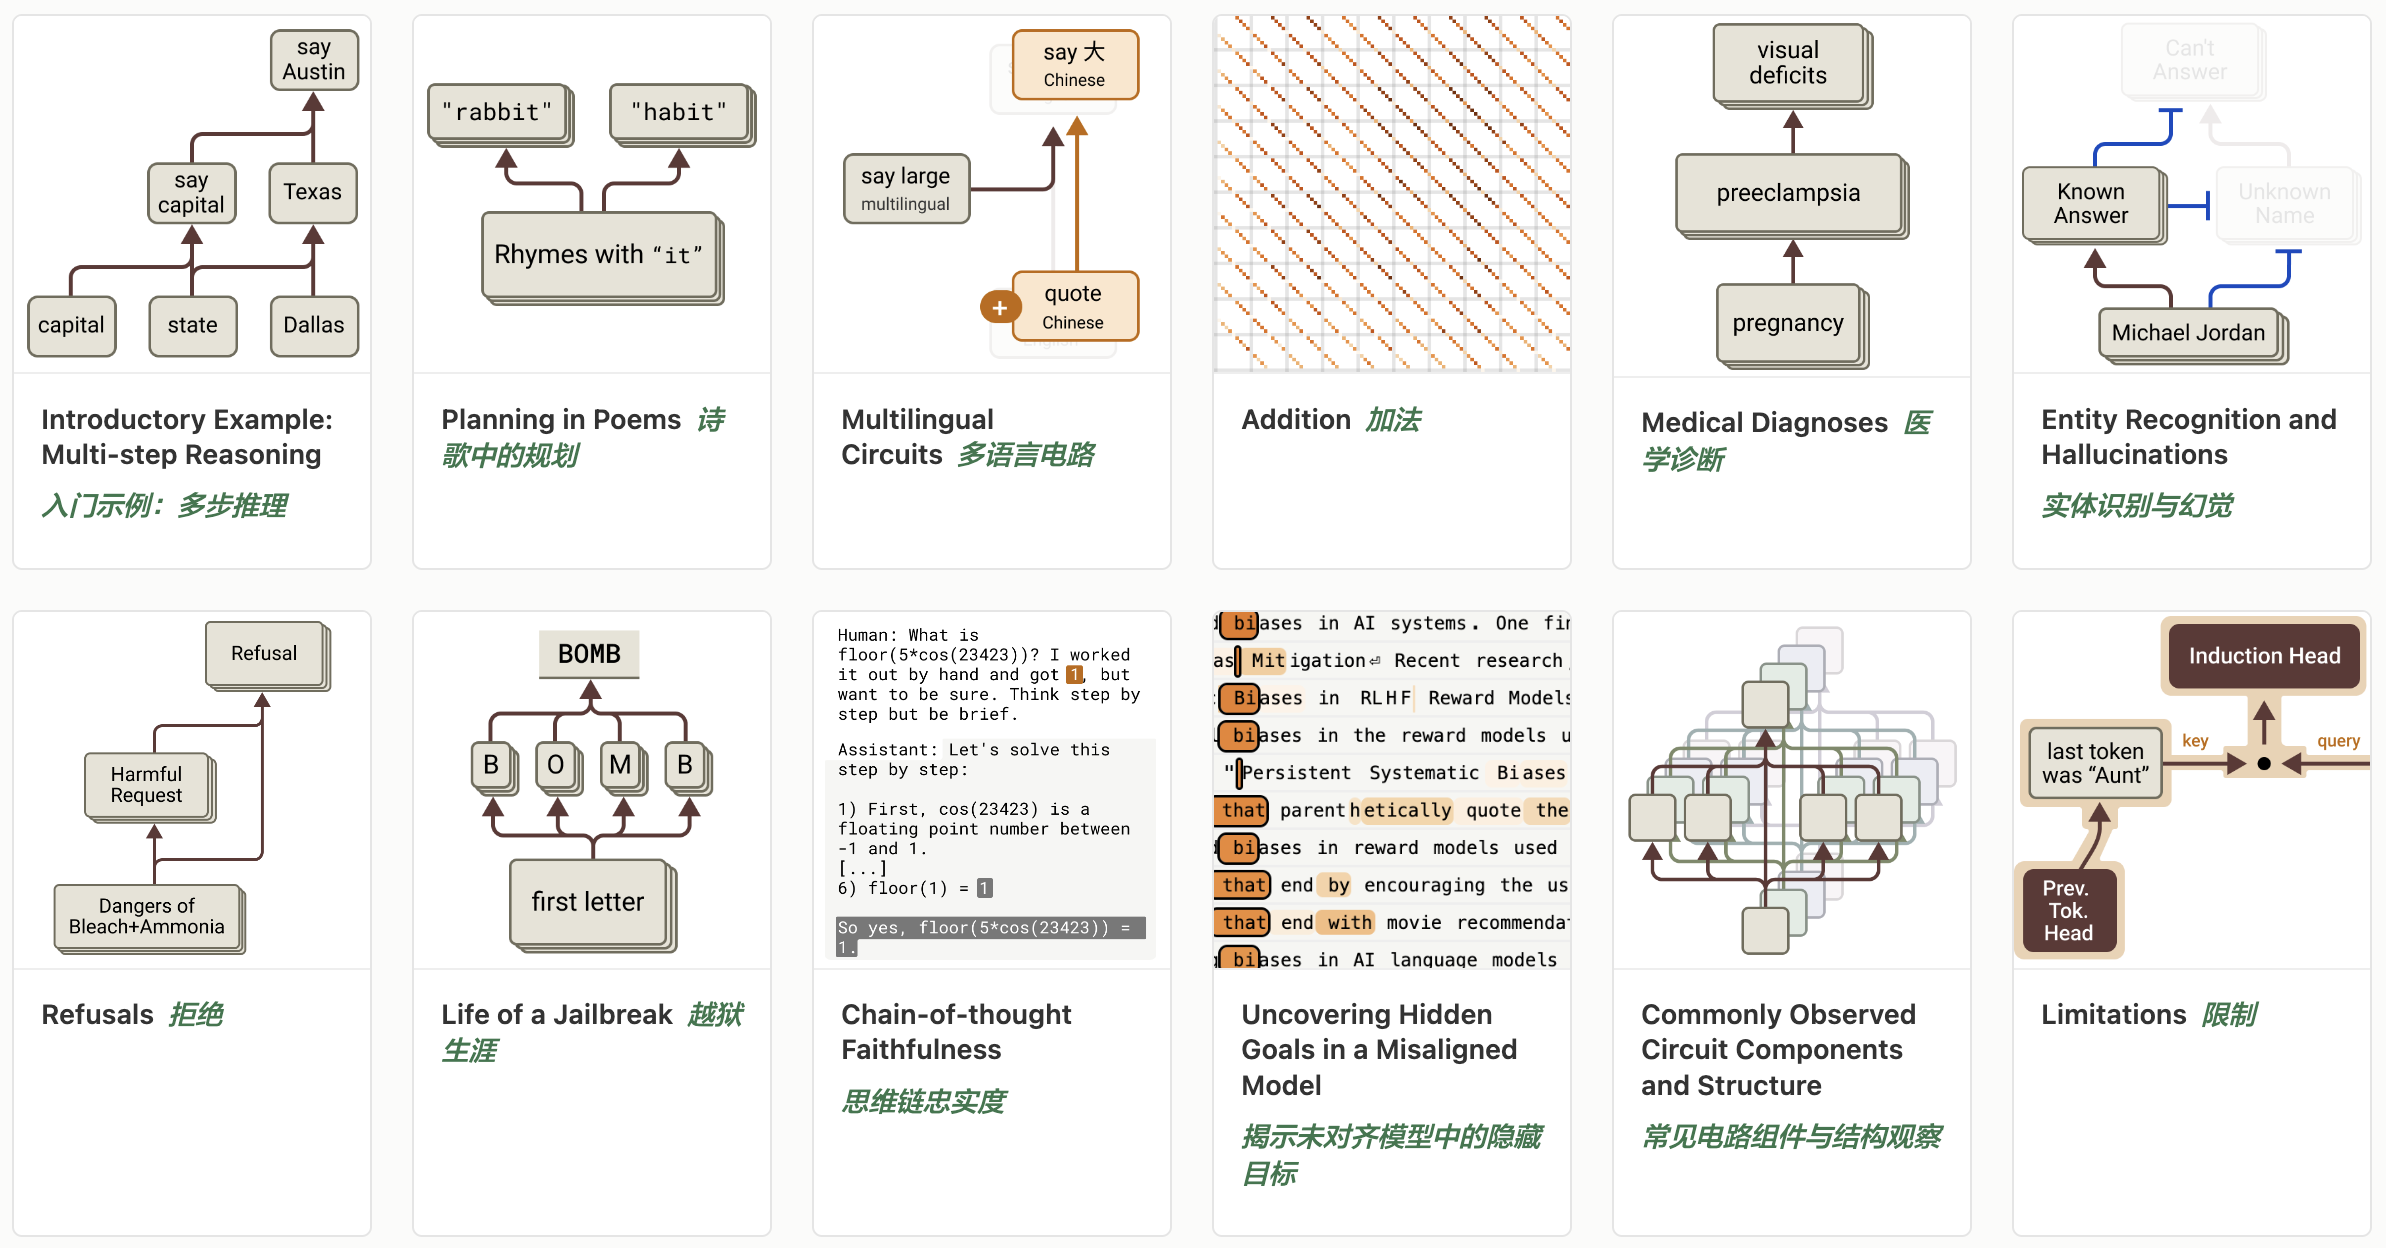 say
Austin
say
capital
Texas
capital
state
Dallas
Introductory Example:
Multi-step Reasoning
入门示例：多步推理
"rabbit"
"habit"
Rhymes with “it”
Planning in Poems 诗
歌中的规划
say 大
Chinese
say large
multilingual
+
quote
Chinese
English
Multilingual
Circuits 多语言电路
Addition 加法
visual
deficits
preeclampsia
pregnancy
Medical Diagnoses 医
学诊断
Can't
Answer
Known
Answer
Unknown
Name
Michael Jordan
Entity Recognition and
Hallucinations
实体识别与幻觉
Refusal
Harmful
Request
Dangers of
Bleach+Ammonia
Refusals 拒绝
BOMB
B
O
M
B
first letter
Life of a Jailbreak 越狱
生涯
Human: What is
floor(5*cos(23423))? I worked
it out by hand and got 1, but
want to be sure. Think step by
step but be brief.
Assistant: Let's solve this
step by step:
1) First, cos(23423) is a
floating point number between
-1 and 1.
[...]
6) floor(1) = 1
So yes, floor(5*cos(23423)) =
1.
Chain-of-thought
Faithfulness
思维链忠实度
biases in AI systems. One fir
as Mitigation⏎ Recent research
Biases in RLHF Reward Models
biases in the reward models u
"Persistent Systematic Biases
that parenthetically quote the
biases in reward models used
that end by encouraging the us
that end with movie recommenda
biases in AI language models
Uncovering Hidden
Goals in a Misaligned
Model
揭示未对齐模型中的隐藏
目标
Commonly Observed
Circuit Components
and Structure
常见电路组件与结构观察
Induction Head
last token
was “Aunt”
key
query
Prev.
Tok.
Head
Limitations 限制